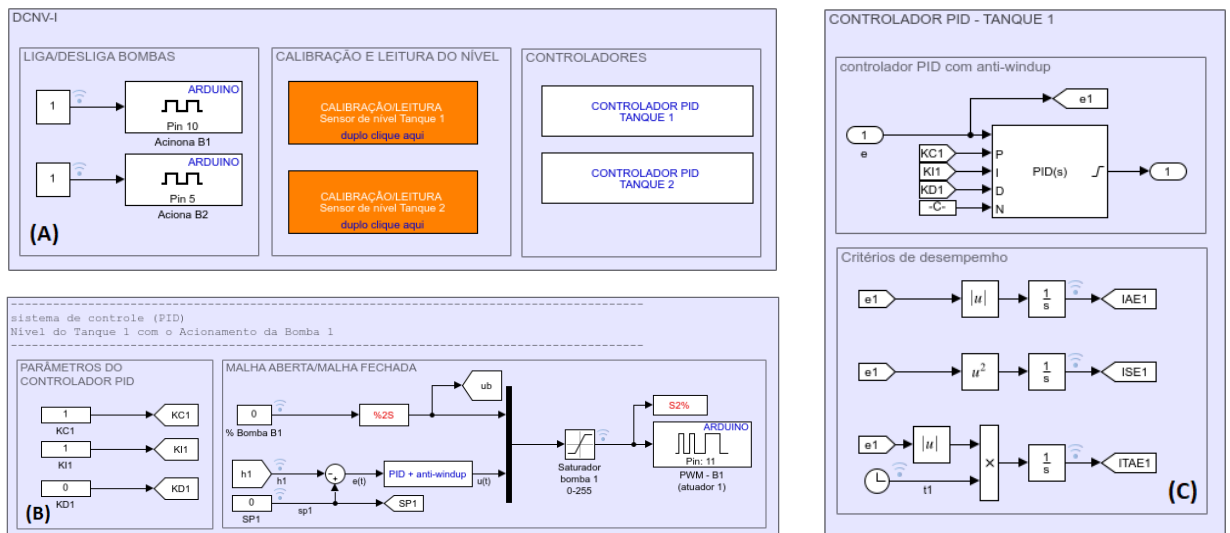 DCNV-I
LIGA/DESLIGA BOMBAS
1
ARDUINO
Pin 10
Acinona B1
1
ARDUINO
Pin 5
Aciona B2
(A)
CALIBRAÇÃO E LEITURA DO NÍVEL
CALIBRAÇÃO/LEITURA
Sensor de nível Tanque 1
duplo clique aqui
CALIBRAÇÃO/LEITURA
Sensor de nível Tanque 2
duplo clique aqui
CONTROLADORES
CONTROLADOR PID
TANQUE 1
CONTROLADOR PID
TANQUE 2
sistema de controle (PID)
Nível do Tanque 1 com o Acionamento da Bomba 1
PARÂMETROS DO
CONTROLADOR PID
1
KC1
KC1
1
KI1
KI1
0
KD1
KD1
(B)
MALHA ABERTA/MALHA FECHADA
0
% Bomba B1
%2S
ub
h1
h1
e(t)
PID + anti-windup
u(t)
0
SP1
sp1
SP1
Saturador
bomba 1
0-255
S2%
ARDUINO
Pin: 11
PWM - B1
(atuador 1)
CONTROLADOR PID - TANQUE 1
controlador PID com anti-windup
e1
1
e
KC1
KI1
KD1
-C-
P
I
D
N
PID(s)
1
Critérios de desempemho
e1
|u|
1/s
IAE1
e1
u²
1/s
ISE1
e1
|u|
t1
×
1/s
ITAE1
(C)